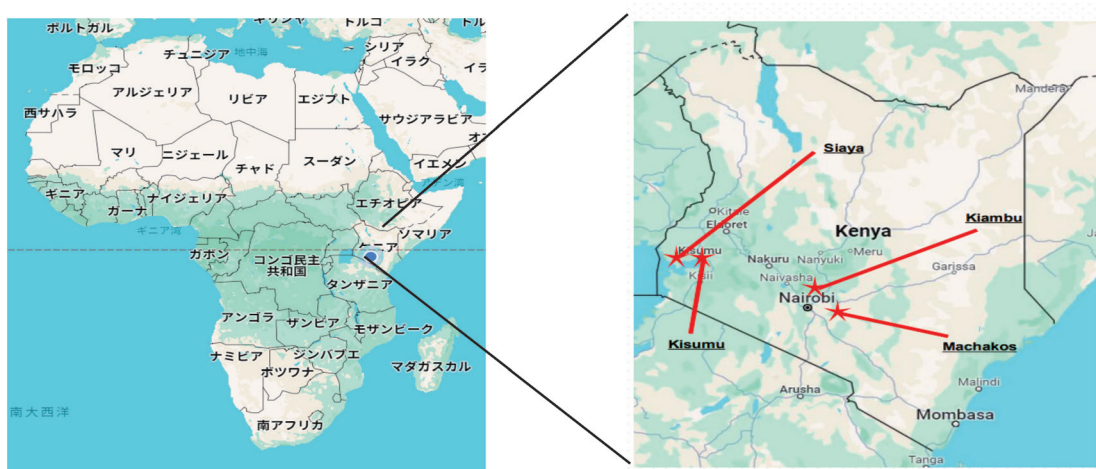 ポルトガル
ギリシャ
トルコ
チュニジア
地中海
シリア
イラク
モロッコ
アルジェリア
リビア
エジプト
西サハラ
サウジアラビア
マリ
ニジェール
チャド
スーダン
イエメン
ギニア
ガーナ
ナイジェリア
エチオピア
ギニア湾
ソマリア
ガボン
ケニア
コンゴ民主
共和国
タンザニア
アンゴラ
ザンビア
モザンビーク
ナミビア
ジンバブエ
ボツワナ
マダガスカル
南大西洋
南アフリカ
Mandera
Siaya
Kitale
Eldoret
Kiambu
Kenya
Kisumu
Kisii
Nakuru
Nanyuki
Meru
Naivasha
Garissa
Nairobi
Kisumu
Machakos
Arusha
Malindi
Mombasa
Tanga